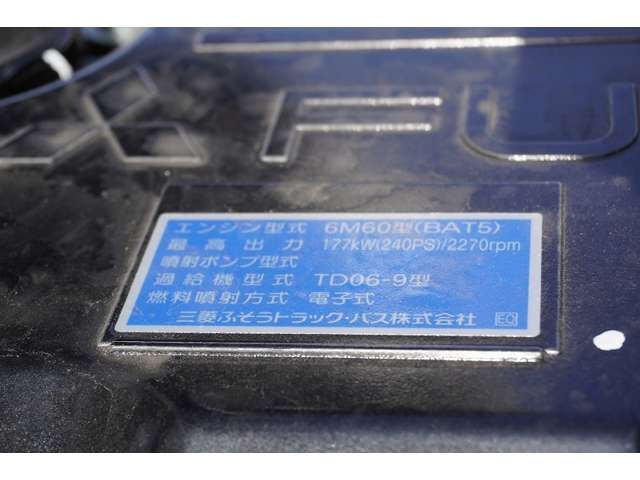 FU
エンジン型式 6M60型(BAT5)
最高出力 177kW(240PS)/2270rpm
噴射ポンプ型式
過給機型式 TD06-9型
燃料噴射方式 電子式
三菱ふそうトラック・バス株式会社 EQ